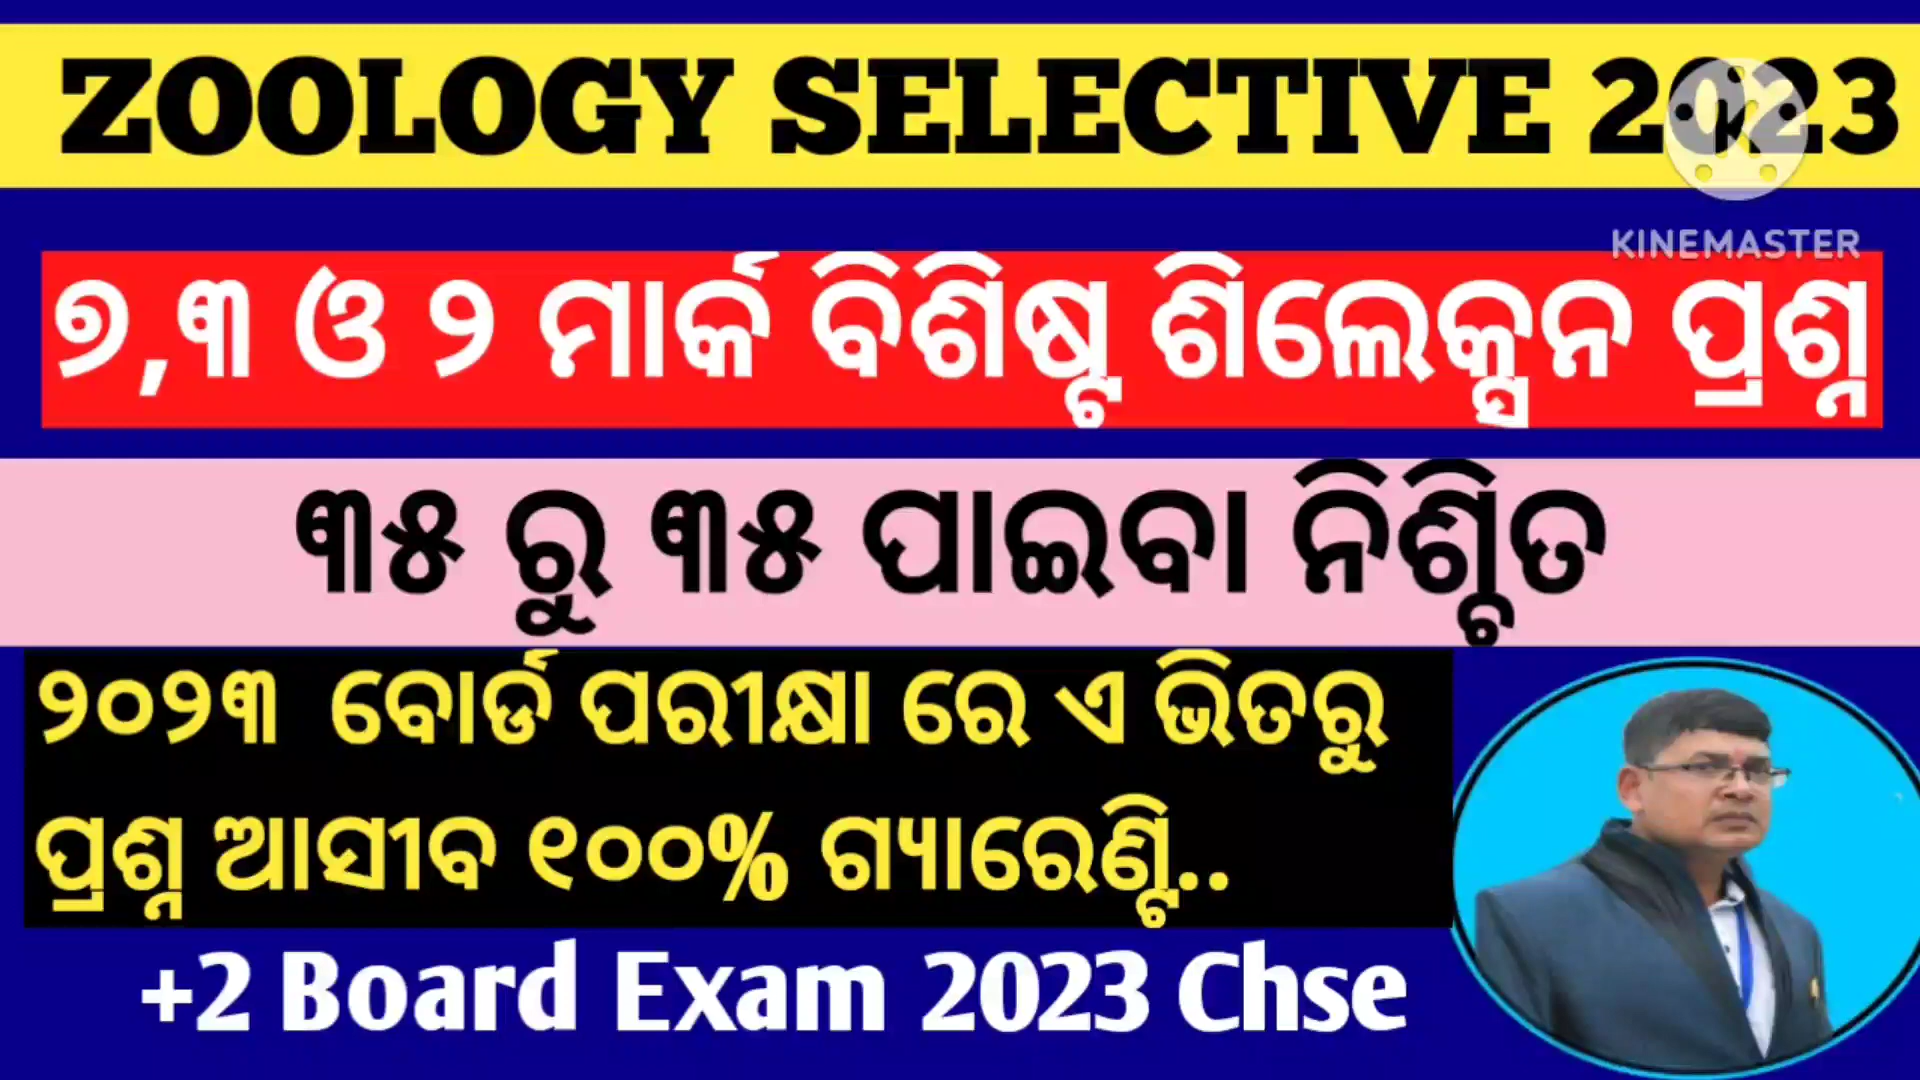 ZOOLOGY SELECTIVE 2023
KINEMASTER
୭,୩ ଓ ୨ ମାର୍କ ବିଶିଷ୍ଟ ଶିଲେକ୍ସନ ପ୍ରଶ୍ନ
୩୫ ରୁ ୩୫ ପାଇବା ନିଶ୍ଚିତ
୨୦୨୩ ବୋର୍ଡ ପରୀକ୍ଷା ରେ ଏ ଭିତରୁ
ପ୍ରଶ୍ନ ଆସୀବ ୧୦୦% ଗ୍ୟାରେଣ୍ଟି..
+2 Board Exam 2023 Chse